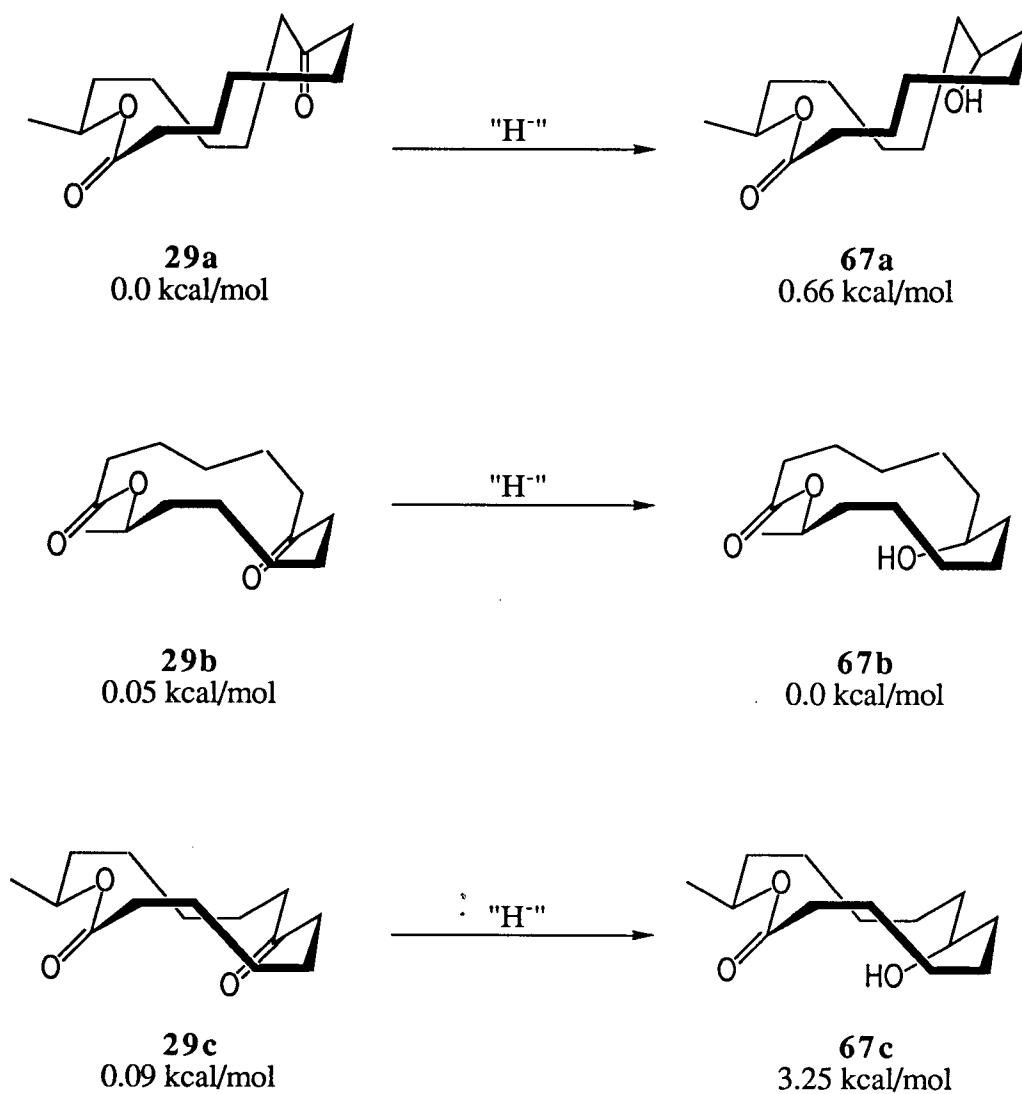 O
O
O
"H⁻"
O
O
OH
29a
0.0 kcal/mol
67a
0.66 kcal/mol
O
O
O
"H⁻"
O
O
HO
29b
0.05 kcal/mol
67b
0.0 kcal/mol
O
O
O
"H⁻"
O
O
HO
29c
0.09 kcal/mol
67c
3.25 kcal/mol